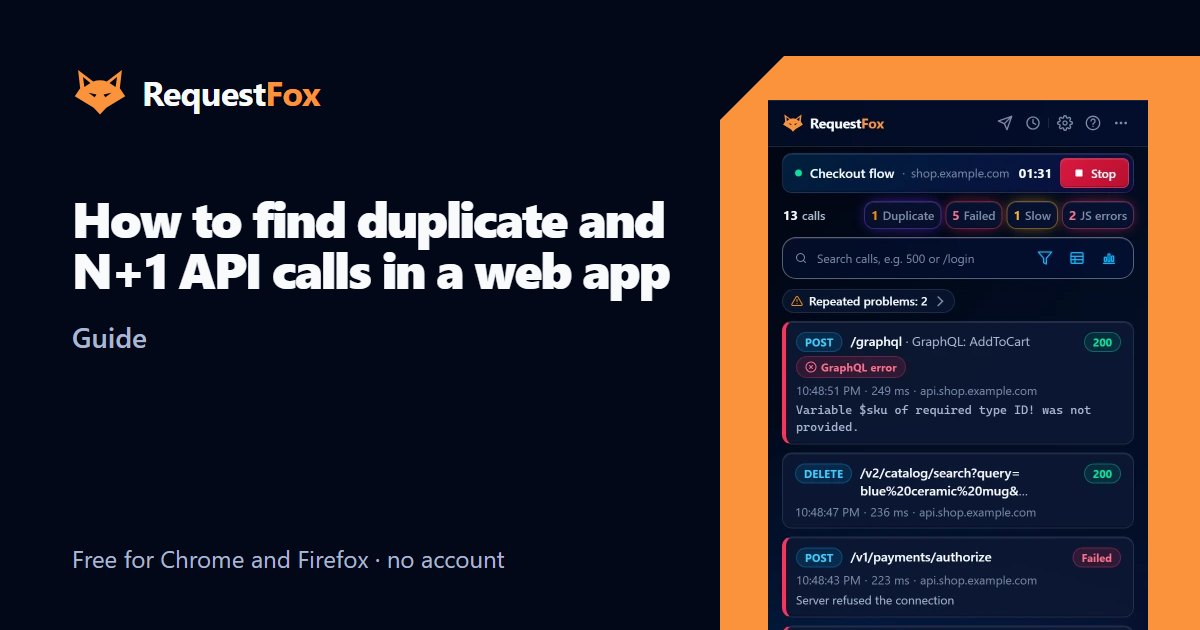 RequestFox
How to find duplicate and
N+1 API calls in a web app
Guide
Free for Chrome and Firefox · no account
RequestFox
Checkout flow · shop.example.com 01:31 Stop
13 calls 1 Duplicate 5 Failed 1 Slow 2 JS errors
Search calls, e.g. 500 or /login
Repeated problems: 2
POST /graphql · GraphQL: AddToCart 200
GraphQL error
10:48:51 PM · 249 ms · api.shop.example.com
Variable $sku of required type ID! was not
provided.
DELETE /v2/catalog/search?query=
blue%20ceramic%20mug&... 200
10:48:47 PM · 236 ms · api.shop.example.com
POST /v1/payments/authorize Failed
10:48:43 PM · 223 ms · api.shop.example.com
Server refused the connection